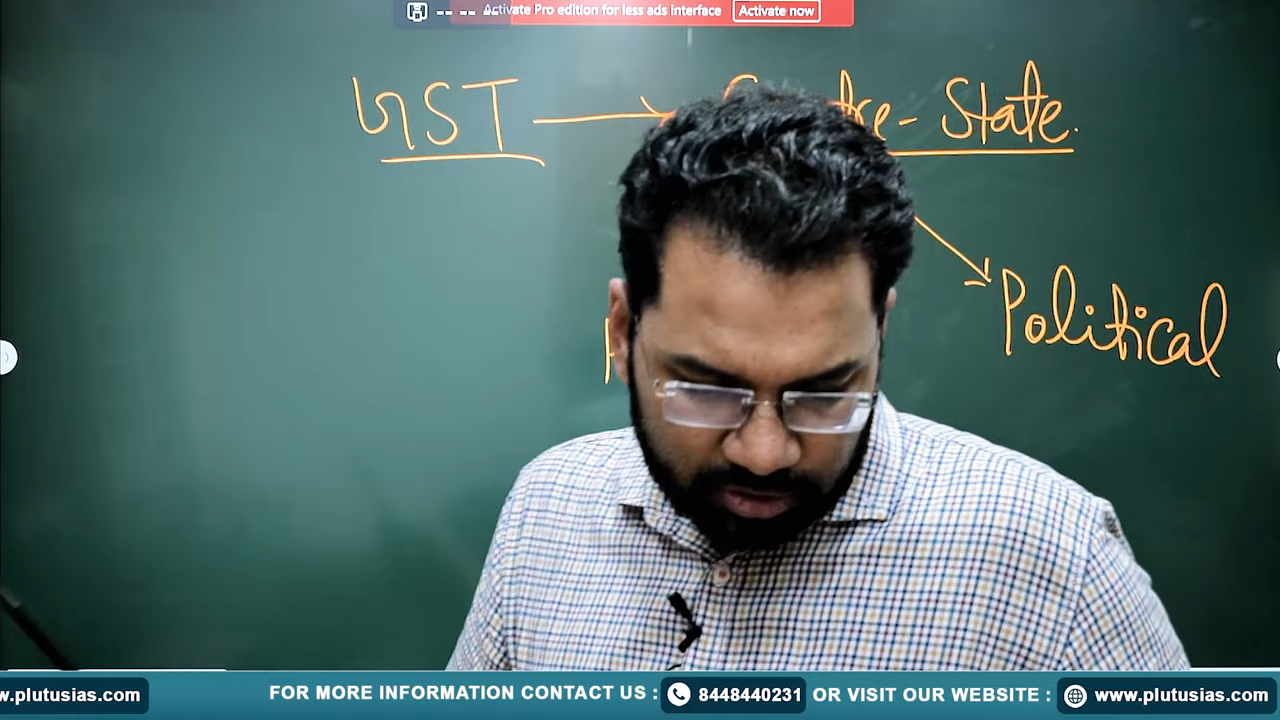 Activate Pro edition for less ads interface Activate now
GST → -State.
Political
w.plutusias.com FOR MORE INFORMATION CONTACT US : 8448440231 OR VISIT OUR WEBSITE : www.plutusias.com